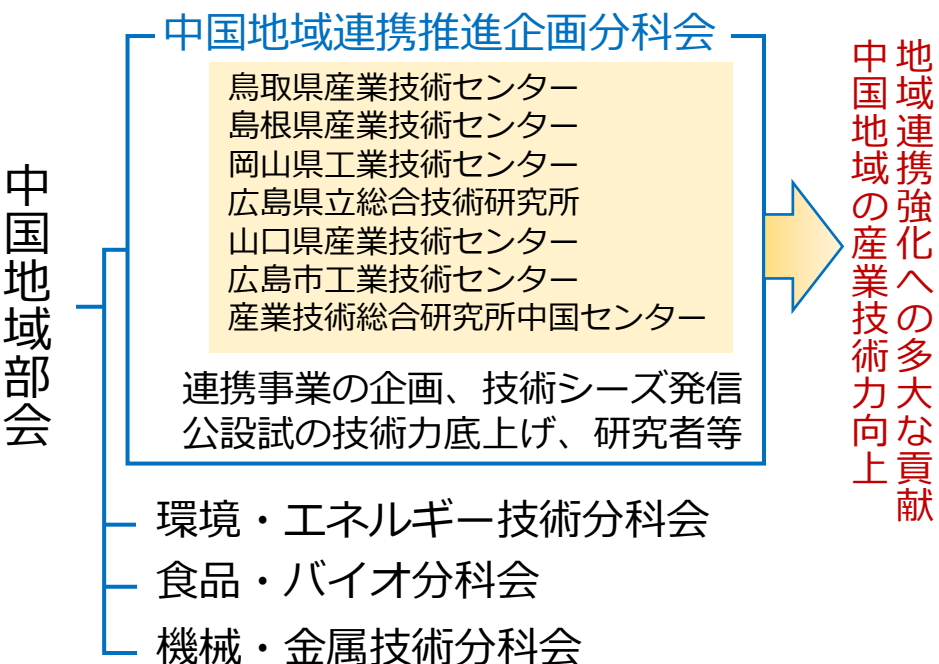 中国地域部会
中国地域連携推進企画分科会
鳥取県産業技術センター
島根県産業技術センター
岡山県工業技術センター
広島県立総合技術研究所
山口県産業技術センター
広島市工業技術センター
産業技術総合研究所中国センター
連携事業の企画、技術シーズ発信
公設試の技術力底上げ、研究者等
環境・エネルギー技術分科会
食品・バイオ分科会
機械・金属技術分科会
地域連携強化への多大な貢献
中国地域の産業技術力向上